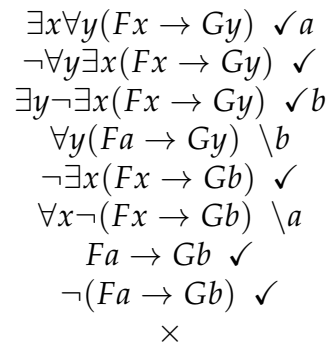 ∃x∀y(Fx → Gy) ✓a
¬∀y∃x(Fx → Gy) ✓
∃y¬∃x(Fx → Gy) ✓b
∀y(Fa → Gy) \b
¬∃x(Fx → Gb) ✓
∀x¬(Fx → Gb) \a
Fa → Gb ✓
¬(Fa → Gb) ✓
×